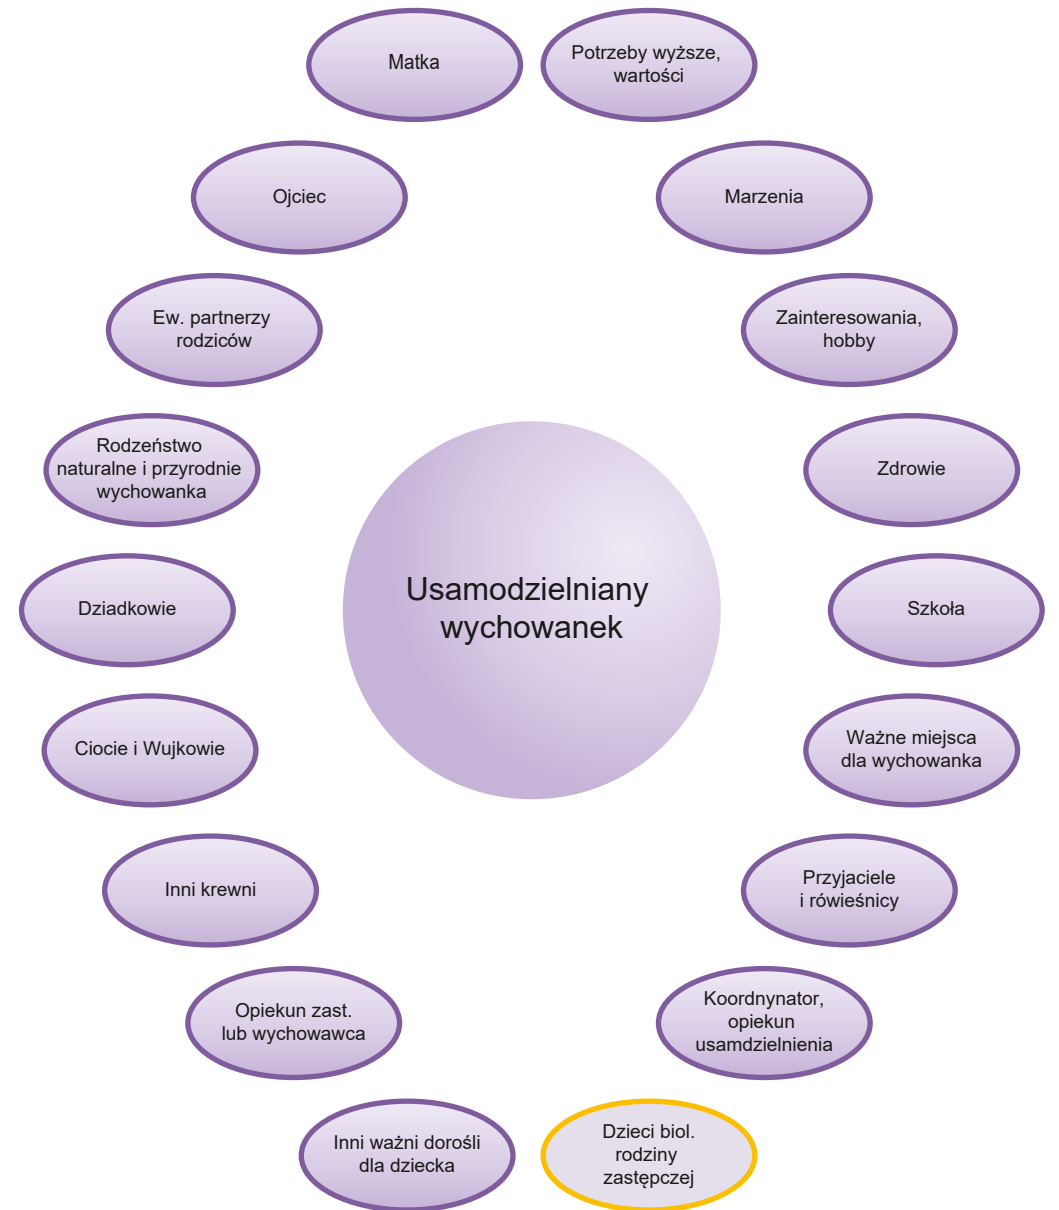 Matka
Potrzeby wyższe,
wartości
Ojciec
Marzenia
Ew. partnerzy
rodziców
Zainteresowania,
hobby
Rodzeństwo
naturalne i przyrodnie
wychowanka
Zdrowie
Usamodzielniany
wychowanek
Dziadkowie
Szkoła
Ciocie i Wujkowie
Ważne miejsca
dla wychowanka
Inni krewni
Przyjaciele
i rówieśnicy
Opiekun zast.
lub wychowawca
Koordnynator,
opiekun
usamdzielnienia
Inni ważni dorośli
dla dziecka
Dzieci biol.
rodziny
zastępczej